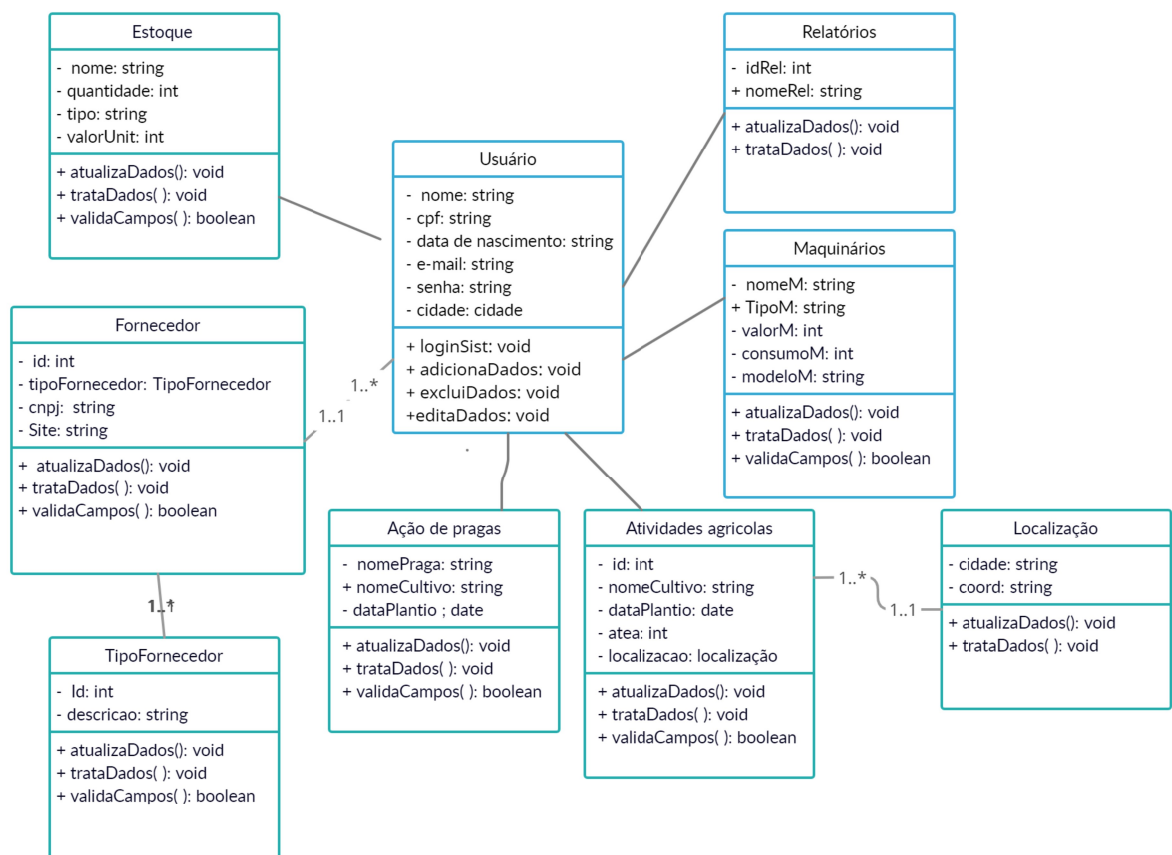 Estoque
- nome: string
- quantidade: int
- tipo: string
- valorUnit: int
+ atualizaDados(): void
+ trataDados( ): void
+ validaCampos( ): boolean
Relatórios
- idRel: int
+ nomeRel: string
+ atualizaDados(): void
+ trataDados( ): void
Usuário
- nome: string
- cpf: string
- data de nascimento: string
- e-mail: string
- senha: string
- cidade: cidade
+ loginSist: void
+ adicionaDados: void
+ excluiDados: void
+editaDados: void
Maquinários
- nomeM: string
+ TipoM: string
- valorM: int
- consumoM: int
- modeloM: string
+ atualizaDados(): void
+ trataDados( ): void
+ validaCampos( ): boolean
Fornecedor
- id: int
- tipoFornecedor: TipoFornecedor
- cnpj: string
- Site: string
+ atualizaDados(): void
+ trataDados( ): void
+ validaCampos( ): boolean
1..*
1..1
Ação de pragas
- nomePraga: string
+ nomeCultivo: string
- dataPlantio ; date
+ atualizaDados(): void
+ trataDados( ): void
+ validaCampos( ): boolean
Atividades agricolas
- id: int
- nomeCultivo: string
- dataPlantio: date
- atea: int
- localizacao: localização
+ atualizaDados(): void
+ trataDados( ): void
+ validaCampos( ): boolean
1..*
1..1
Localização
- cidade: string
- coord: string
+ atualizaDados(): void
+ trataDados( ): void
1..*
TipoFornecedor
- Id: int
- descricao: string
+ atualizaDados(): void
+ trataDados( ): void
+ validaCampos( ): boolean